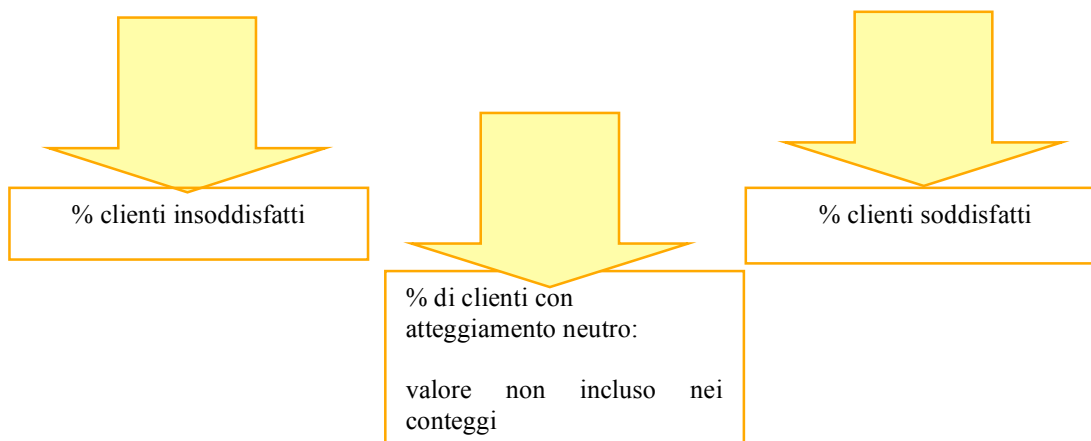 % clienti insoddisfatti
% clienti soddisfatti
% di clienti con
atteggiamento neutro:
valore non incluso nei
conteggi